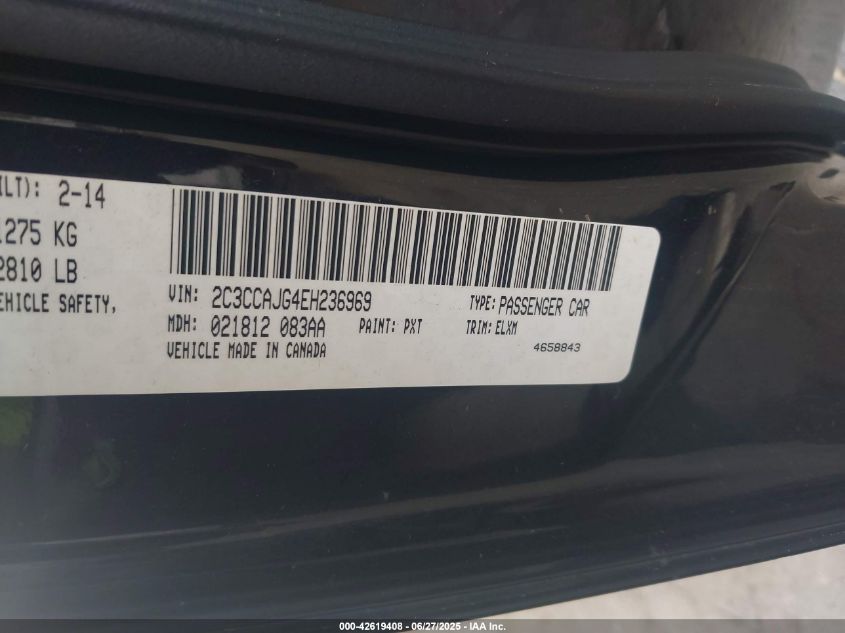 ILT): 2-14
1275 KG
2810 LB
EHICLE SAFETY,
VIN: 2C3CCAJG4EH236969
TYPE: PASSENGER CAR
MDH: 021812 083AA
PAINT: PXT
TRIM: ELXM
VEHICLE MADE IN CANADA
4658843
000-42619408 - 06/27/2025 - IAA Inc.